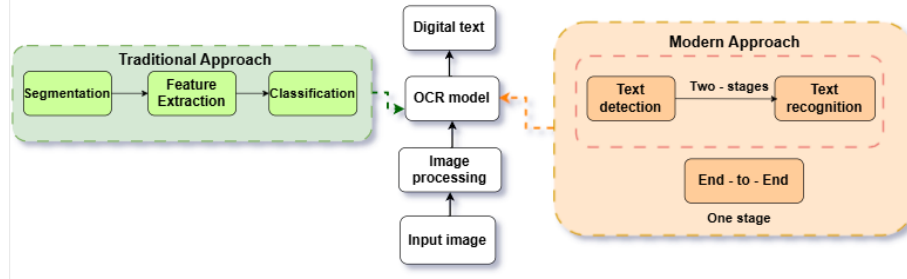 Digital text
Traditional Approach
Segmentation
Feature
Extraction
Classification
OCR model
Image
processing
Input image
Modern Approach
Text
detection
Two - stages
Text
recognition
End - to - End
One stage